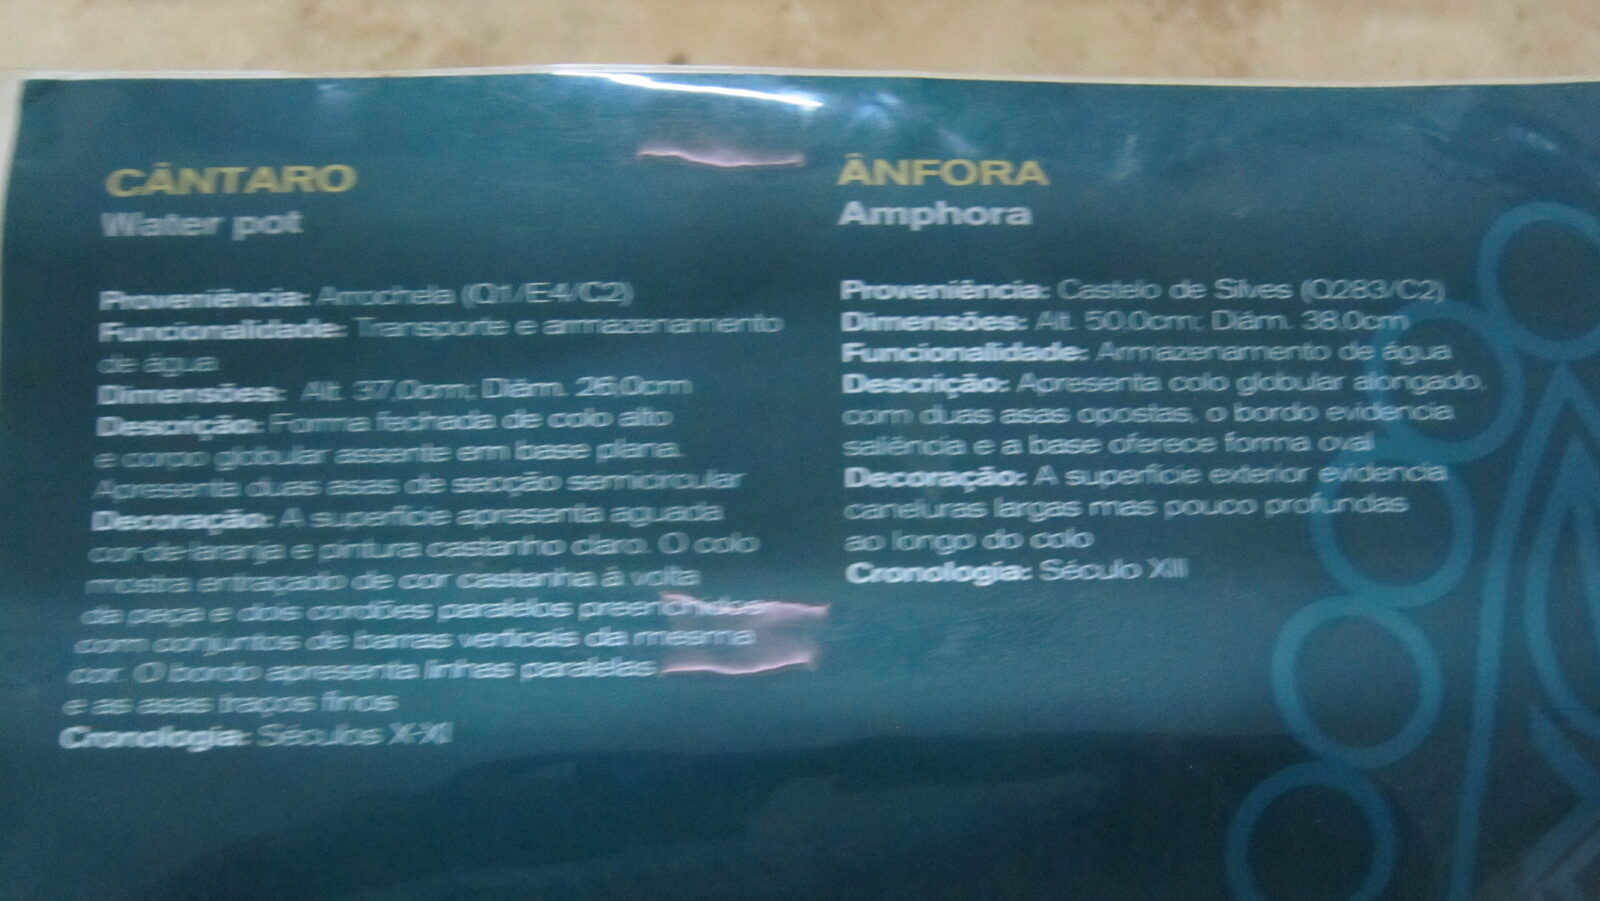 CÂNTARO
Water pot
Proveniência: Arrochela (Q1/E4/C2)
Funcionalidade: Transporte e armazenamento
de água
Dimensões: Alt. 37,0cm; Diâm. 26,0cm
Descrição: Forma fechada de colo alto
e corpo globular assente em base plana.
Apresenta duas asas de secção semicircular
Decoração: A superfície apresenta aguada
cor-de-laranja e pintura castanho claro. O colo
mostra entraçado de cor castanha à volta
da peça e dois cordões paralelos preenchidos
com conjuntos de barras verticais da mesma
cor. O bordo apresenta linhas paralelas
e as asas traços finos
Cronologia: Séculos X-XI
ÂNFORA
Amphora
Proveniência: Castelo de Silves (Q283/C2)
Dimensões: Alt. 50,0cm; Diâm. 38,0cm
Funcionalidade: Armazenamento de água
Descrição: Apresenta colo globular alongado,
com duas asas opostas, o bordo evidencia
saliência e a base oferece forma oval
Decoração: A superfície exterior evidencia
caneluras largas mas pouco profundas
ao longo do colo
Cronologia: Século XII